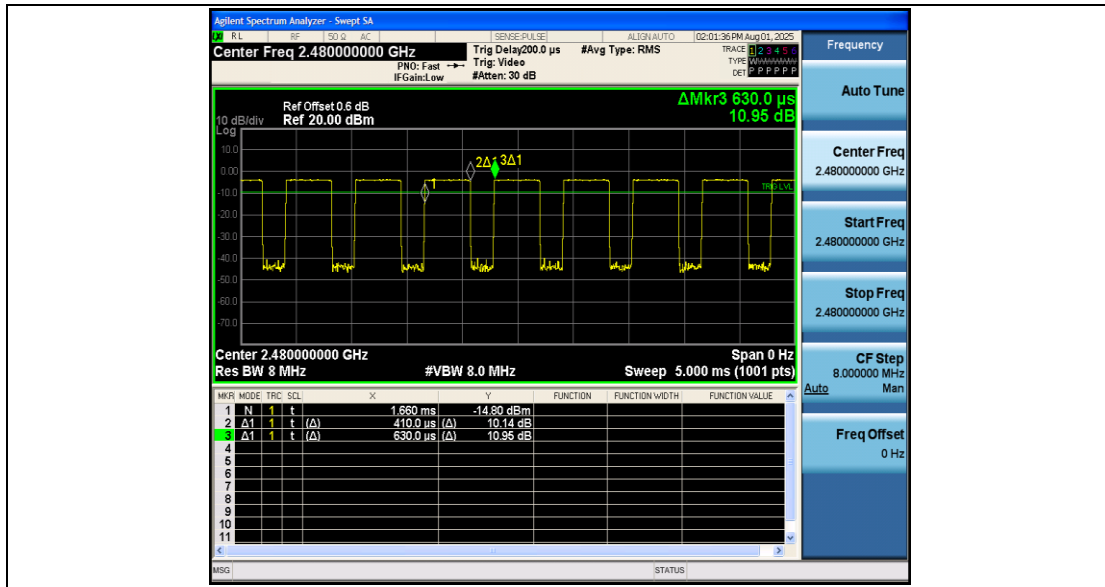 Agilent Spectrum Analyzer - Swept SA
RL RF 50 Ω AC SENSE:PULSE ALIGN AUTO 02:01:36 PM Aug 01, 2025
Center Freq 2.480000000 GHz Trig Delay200.0 µs #Avg Type: RMS TRACE 1 2 3 4 5 6
PNO: Fast Trig: Video TYPE
IFGain:Low #Atten: 30 dB DET P P P P P P
Frequency
Auto Tune
Center Freq
2.480000000 GHz
Start Freq
2.480000000 GHz
Stop Freq
2.480000000 GHz
CF Step
8.000000 MHz
Auto Man
Freq Offset
0 Hz
ΔMkr3 630.0 µs
10.95 dB
Ref Offset 0.6 dB
10 dB/div Ref 20.00 dBm
Log
10.0
0.00
-10.0
-20.0
-30.0
-40.0
-50.0
-60.0
-70.0
1
2Δ1 3Δ1
TRIG LVL
Center 2.480000000 GHz Span 0 Hz
Res BW 8 MHz #VBW 8.0 MHz Sweep 5.000 ms (1001 pts)
MKR MODE TRC SCL X Y FUNCTION FUNCTION WIDTH FUNCTION VALUE
1 N 1 t 1.660 ms -14.80 dBm
2 Δ1 1 t (Δ) 410.0 µs (Δ) 10.14 dB
3 Δ1 1 t (Δ) 630.0 µs (Δ) 10.95 dB
4
5
6
7
8
9
10
11
MSG STATUS